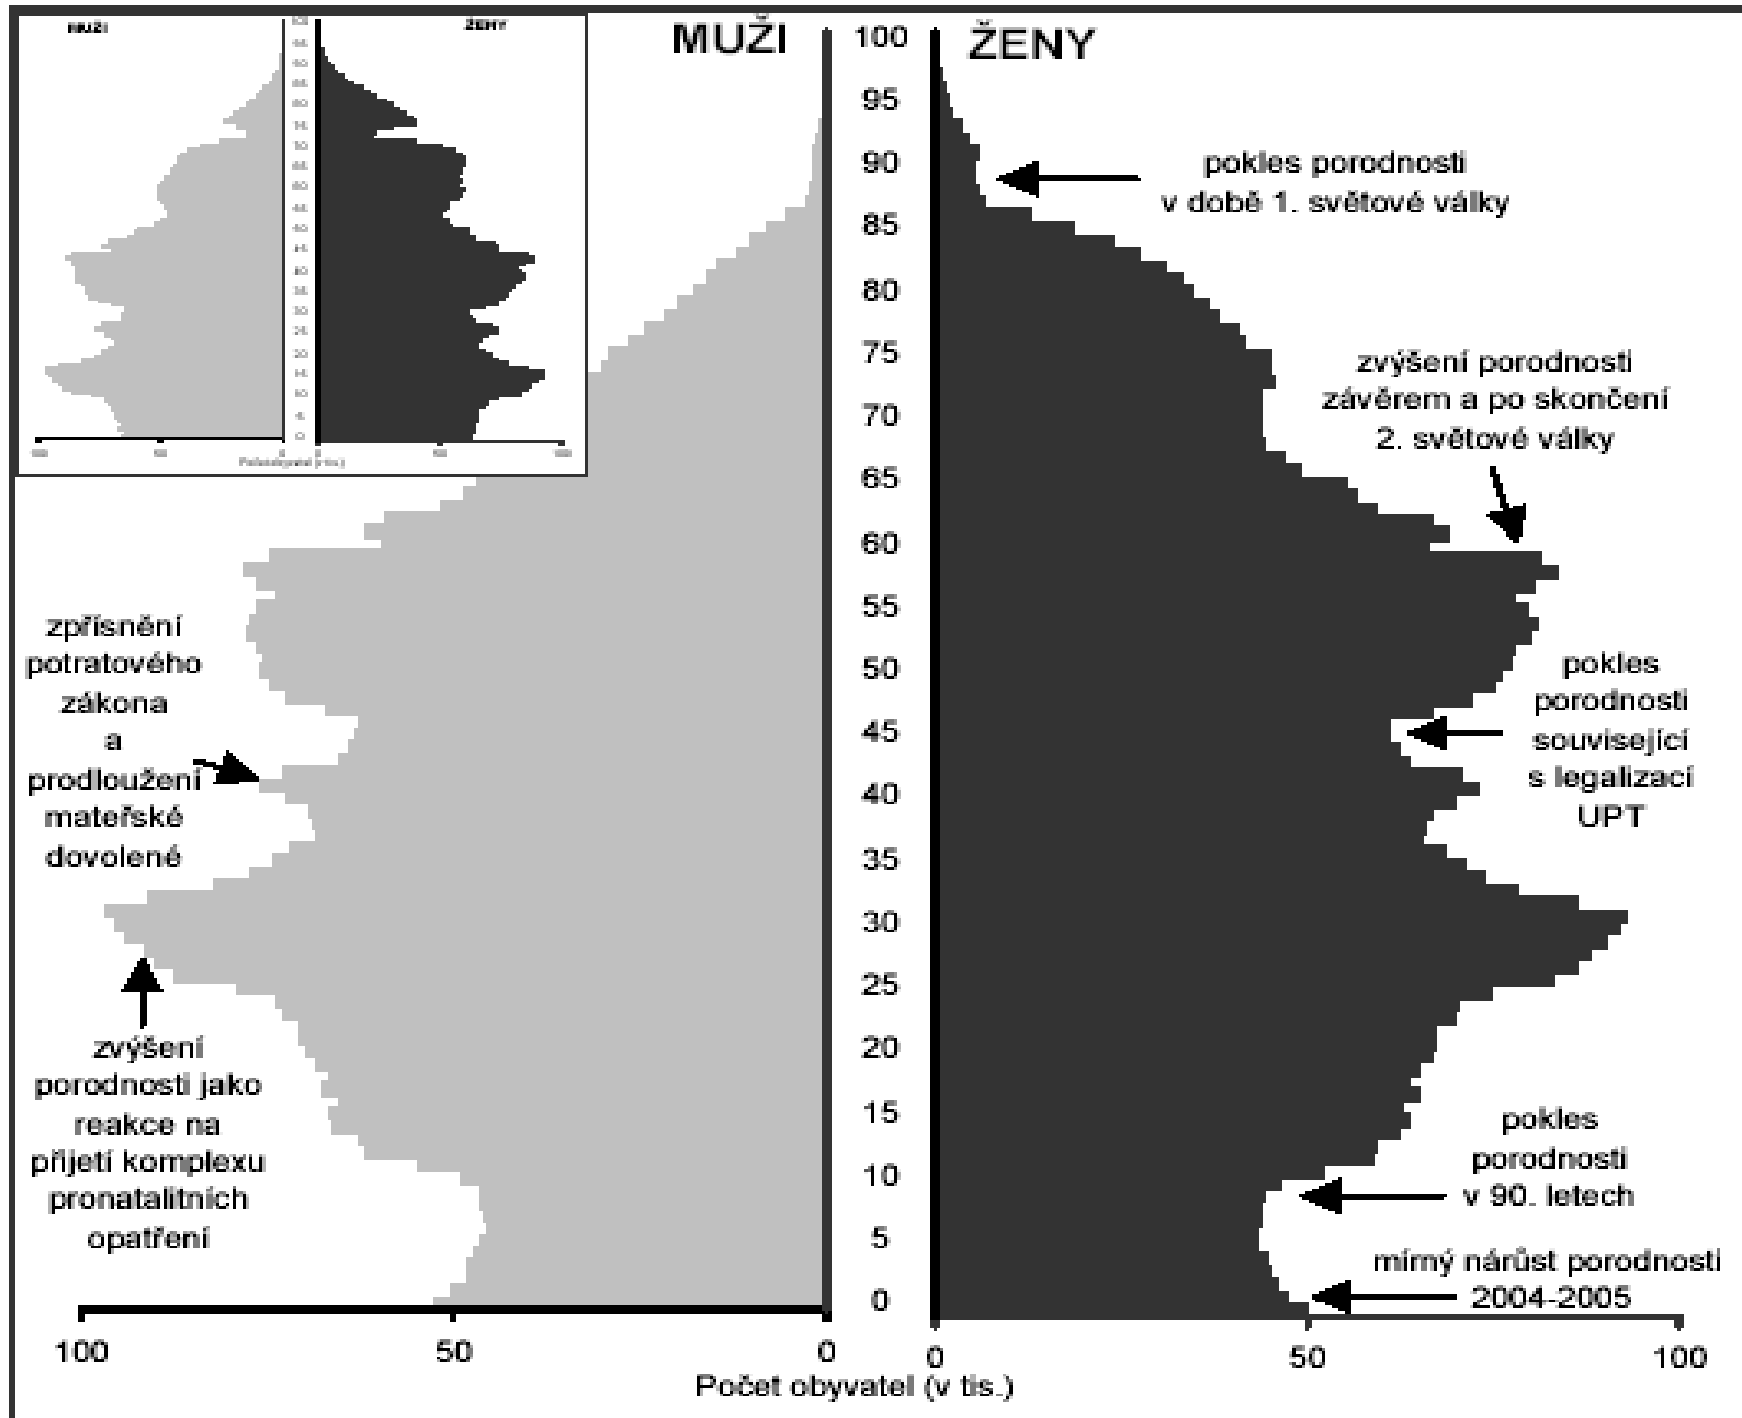 MUŽI
ŽENY
MUŽI
100
ŽENY
95
90
85
80
75
70
65
60
55
50
45
40
35
30
25
20
15
10
5
0
pokles porodnosti
v době 1. světové války
zvýšení porodnosti
závěrem a po skončení
2. světové války
zpřísnění
potratového
zákona
a
prodloužení
mateřské
dovolené
pokles
porodnosti
související
s legalizací
UPT
zvýšení
porodnosti jako
reakce na
přijetí komplexu
pronatalitních
opatření
pokles
porodnosti
v 90. letech
mírný nárůst porodnosti
2004-2005
100
50
0
0
50
100
Počet obyvatel (v tis.)